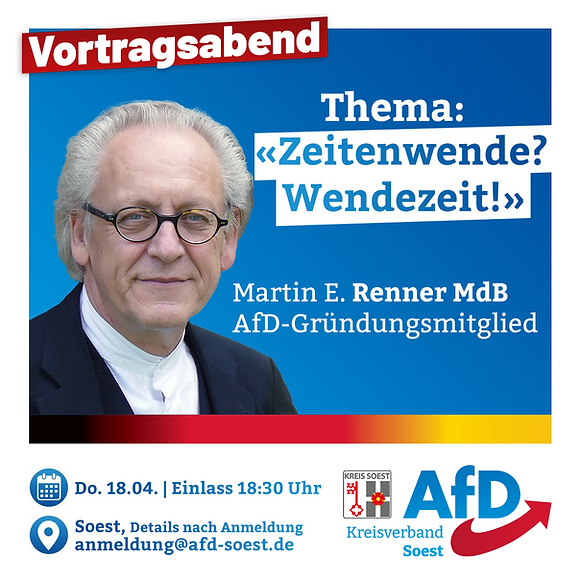 Vortragsabend
Thema:
«Zeitenwende?
Wendezeit!»
Martin E. Renner MdB
AfD-Gründungsmitglied
Do. 18.04. | Einlass 18:30 Uhr
Soest, Details nach Anmeldung
anmeldung@afd-soest.de
KREIS SOEST
AfD
Kreisverband
Soest